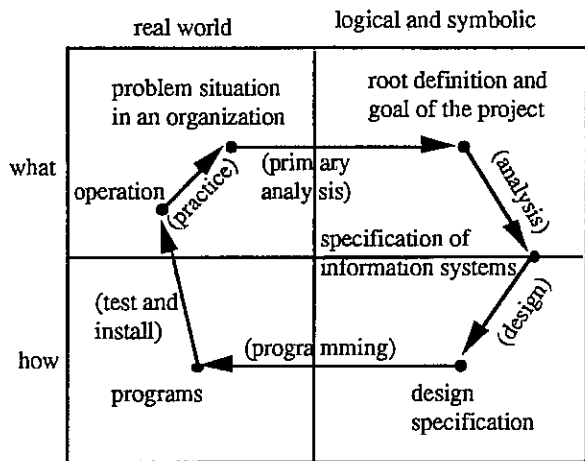 real world
logical and symbolic
problem situation
in an organization
root definition and
goal of the project
what
(primary
analysis)
(analysis)
operation
(practice)
specification of
information systems
(test and
install)
(design)
how
(programming)
programs
design
specification